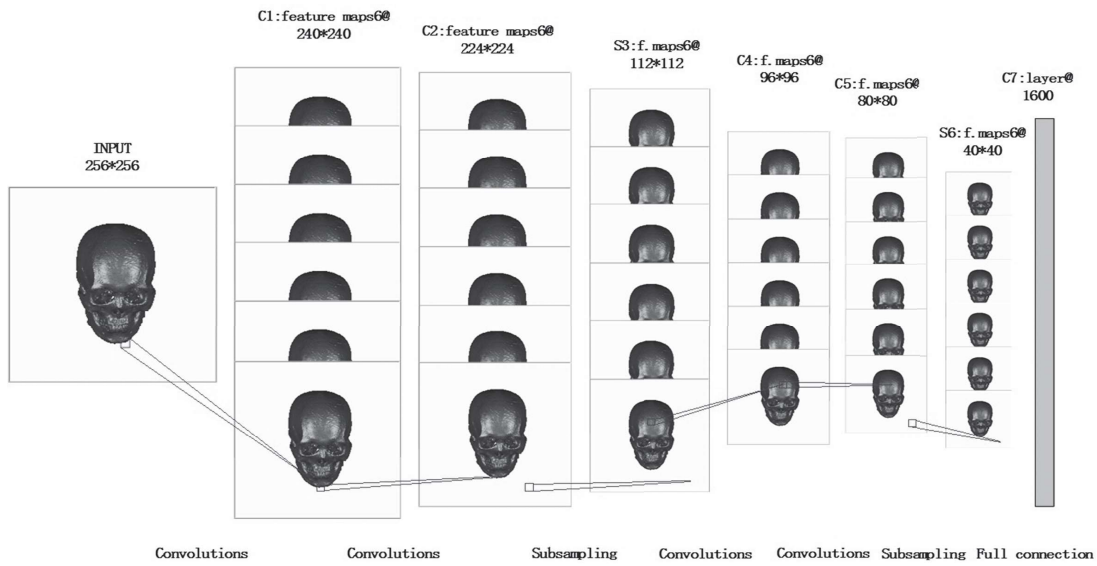 C1:feature maps6@
240*240
C2:feature maps6@
224*224
S3:f.maps6@
112*112
C4:f.maps6@
96*96
C5:f.maps6@
80*80
C7:layer@
1600
S6:f.maps6@
40*40
INPUT
256*256
Convolutions Convolutions Subsampling Convolutions Convolutions Subsampling Full connection